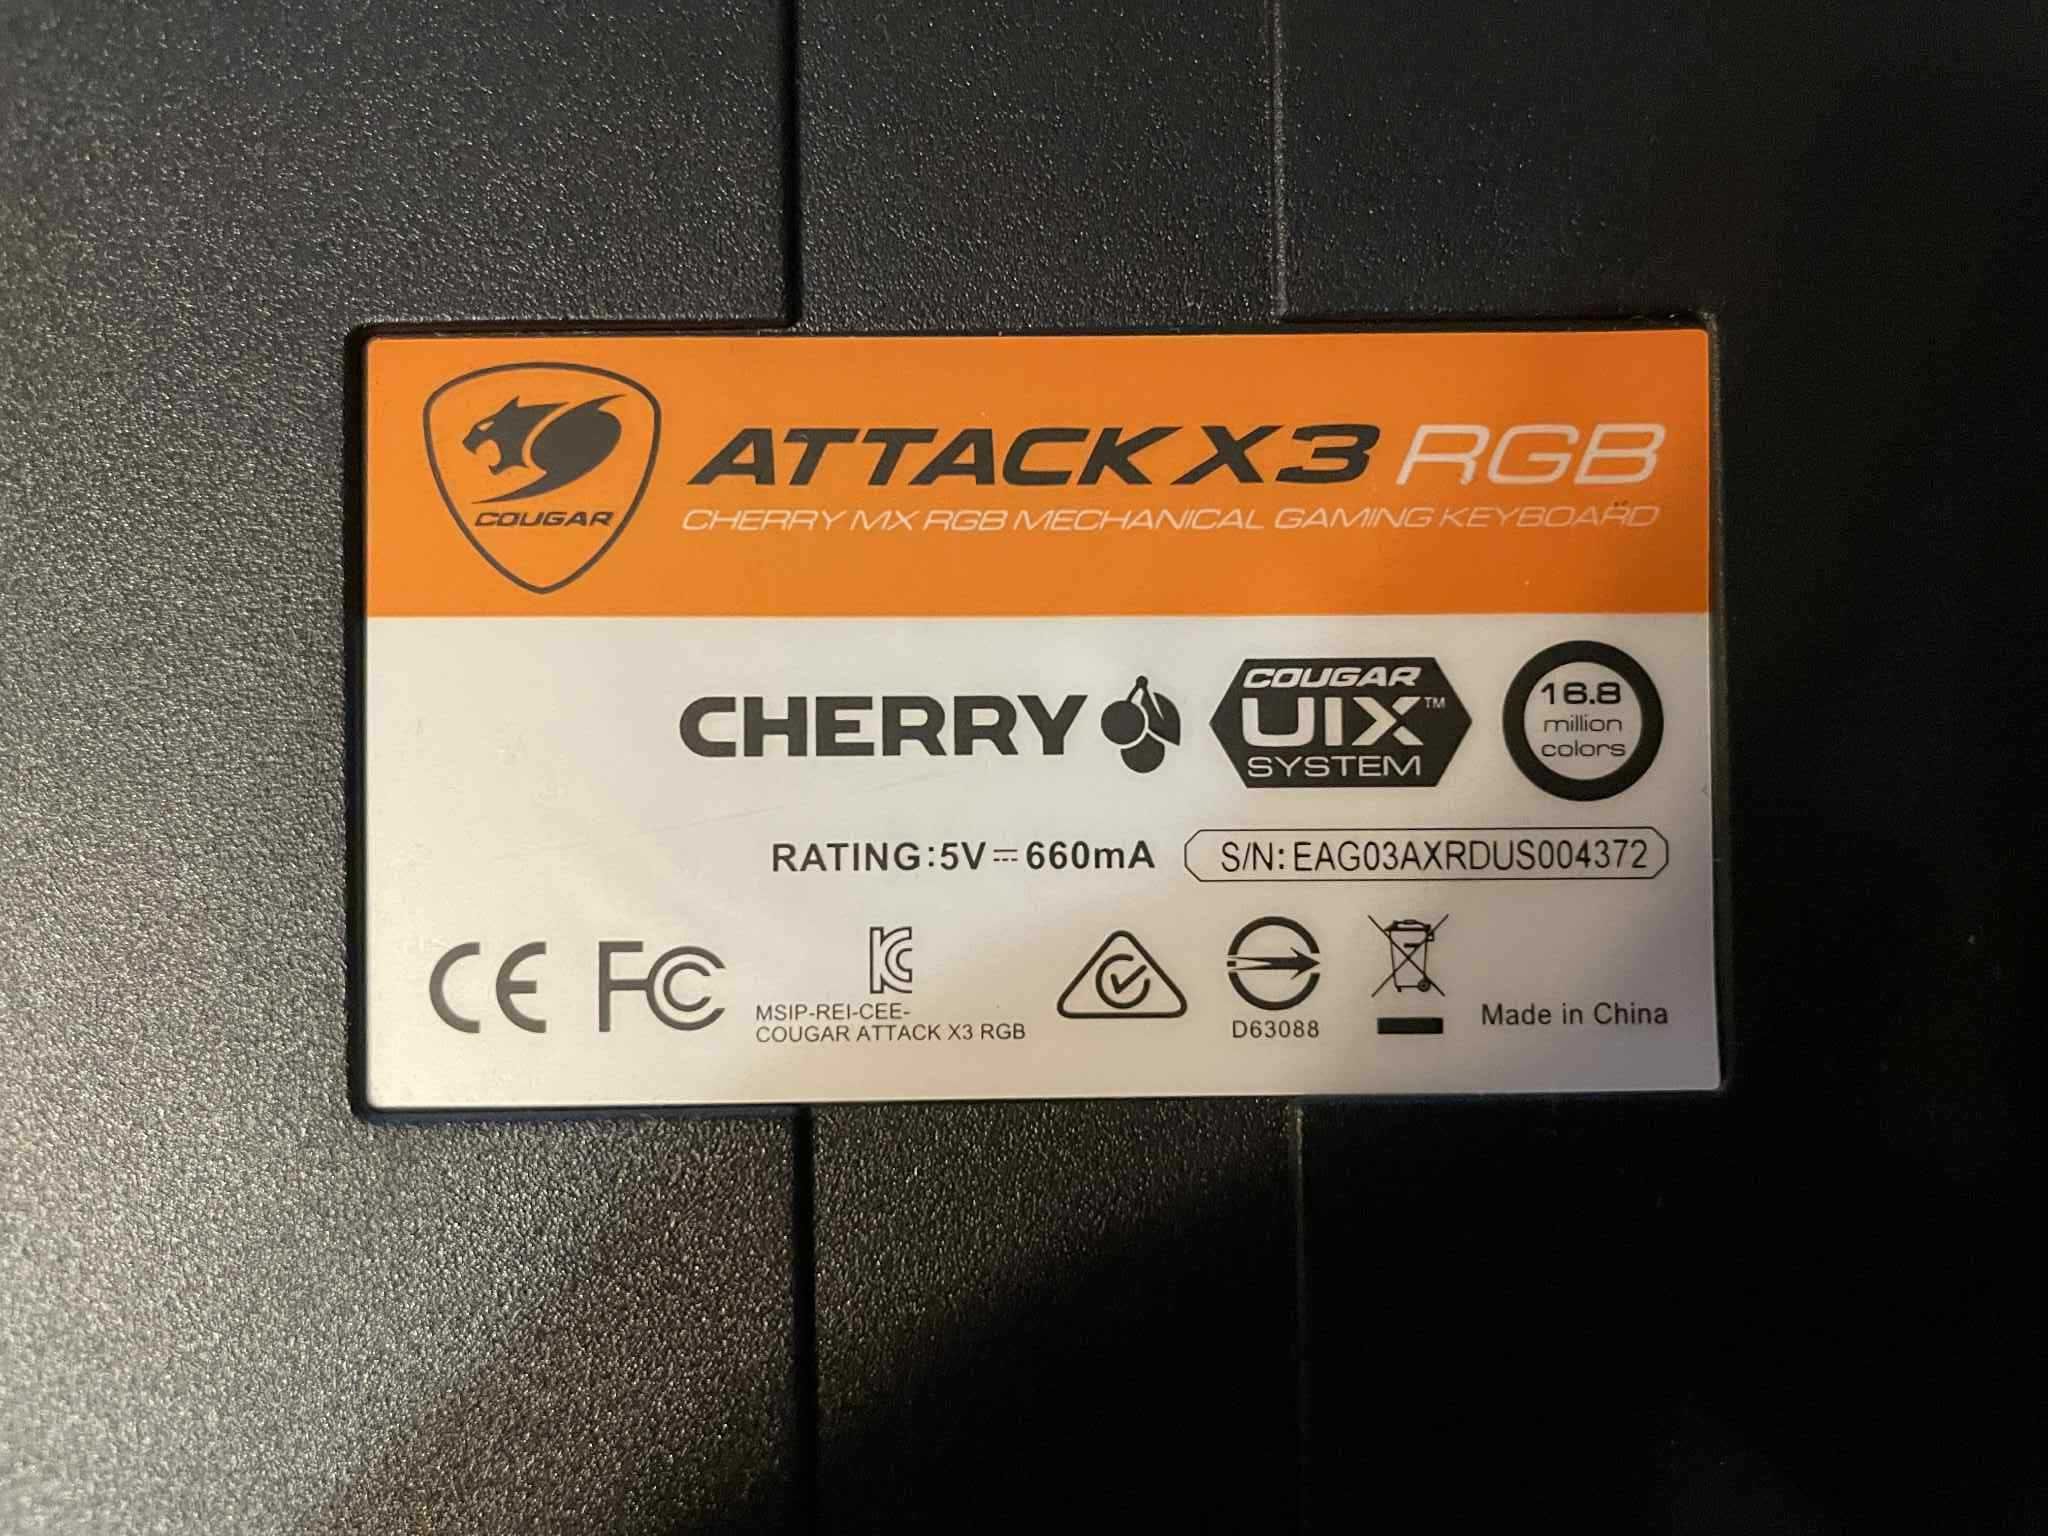 COUGAR
ATTACK X3 RGB
CHERRY MX RGB MECHANICAL GAMING KEYBOARD
CHERRY
COUGAR
UIX™
SYSTEM
16.8
million
colors
RATING:5V⎓660mA
S/N: EAG03AXRDUS004372
CE FC
KC
MSIP-REI-CEE-
COUGAR ATTACK X3 RGB
D63088
Made in China